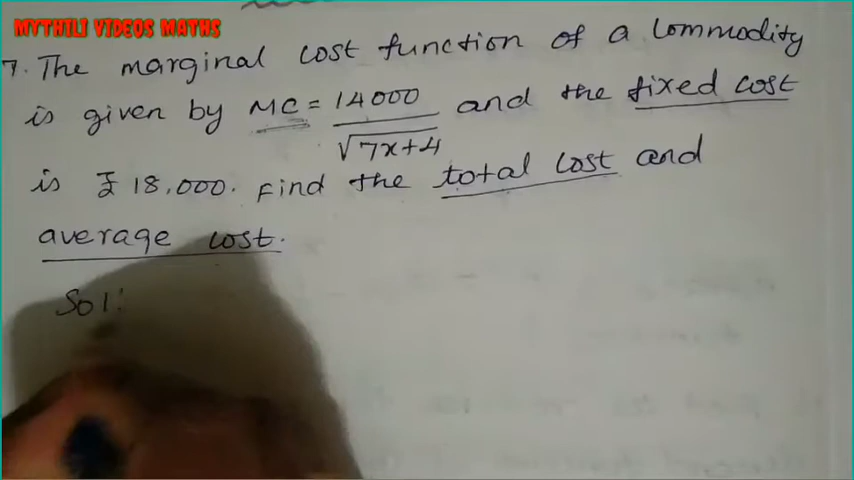 MYTHILI VIDEOS MATHS
7. The marginal cost function of a commodity
is given by MC = 14000/√7x+4 and the fixed cost
is ₹ 18,000. Find the total cost and
average cost.
Sol: